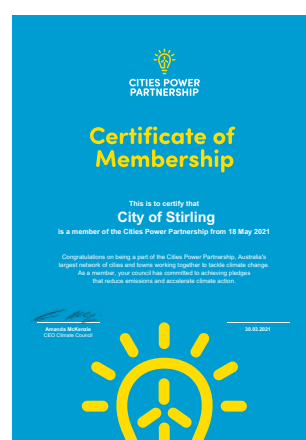 CITIES POWER
PARTNERSHIP
Certificate of
Membership
This is to certify that
City of Stirling
is a member of the Cities Power Partnership from 18 May 2021
Congratulations on being a part of the Cities Power Partnership, Australia's
largest network of cities and towns working together to tackle climate change.
As a member, your council has committed to achieving pledges
that reduce emissions and accelerate climate action.
Amanda McKenzie
CEO Climate Council
30.03.2021